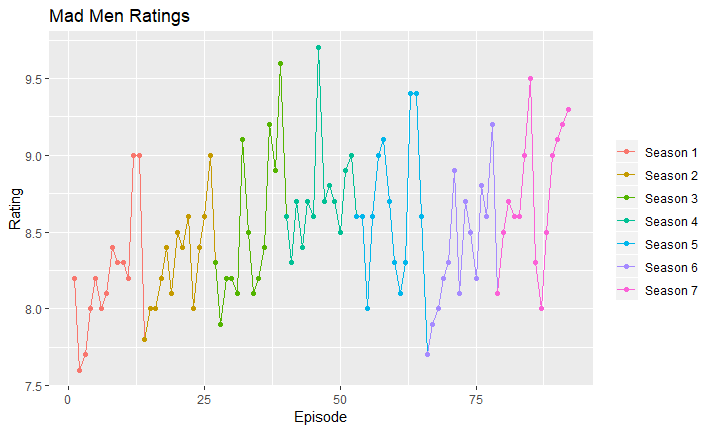 Mad Men Ratings
9.5
9.0
8.5
8.0
7.5
Rating
0 25 50 75
Episode
Season 1
Season 2
Season 3
Season 4
Season 5
Season 6
Season 7